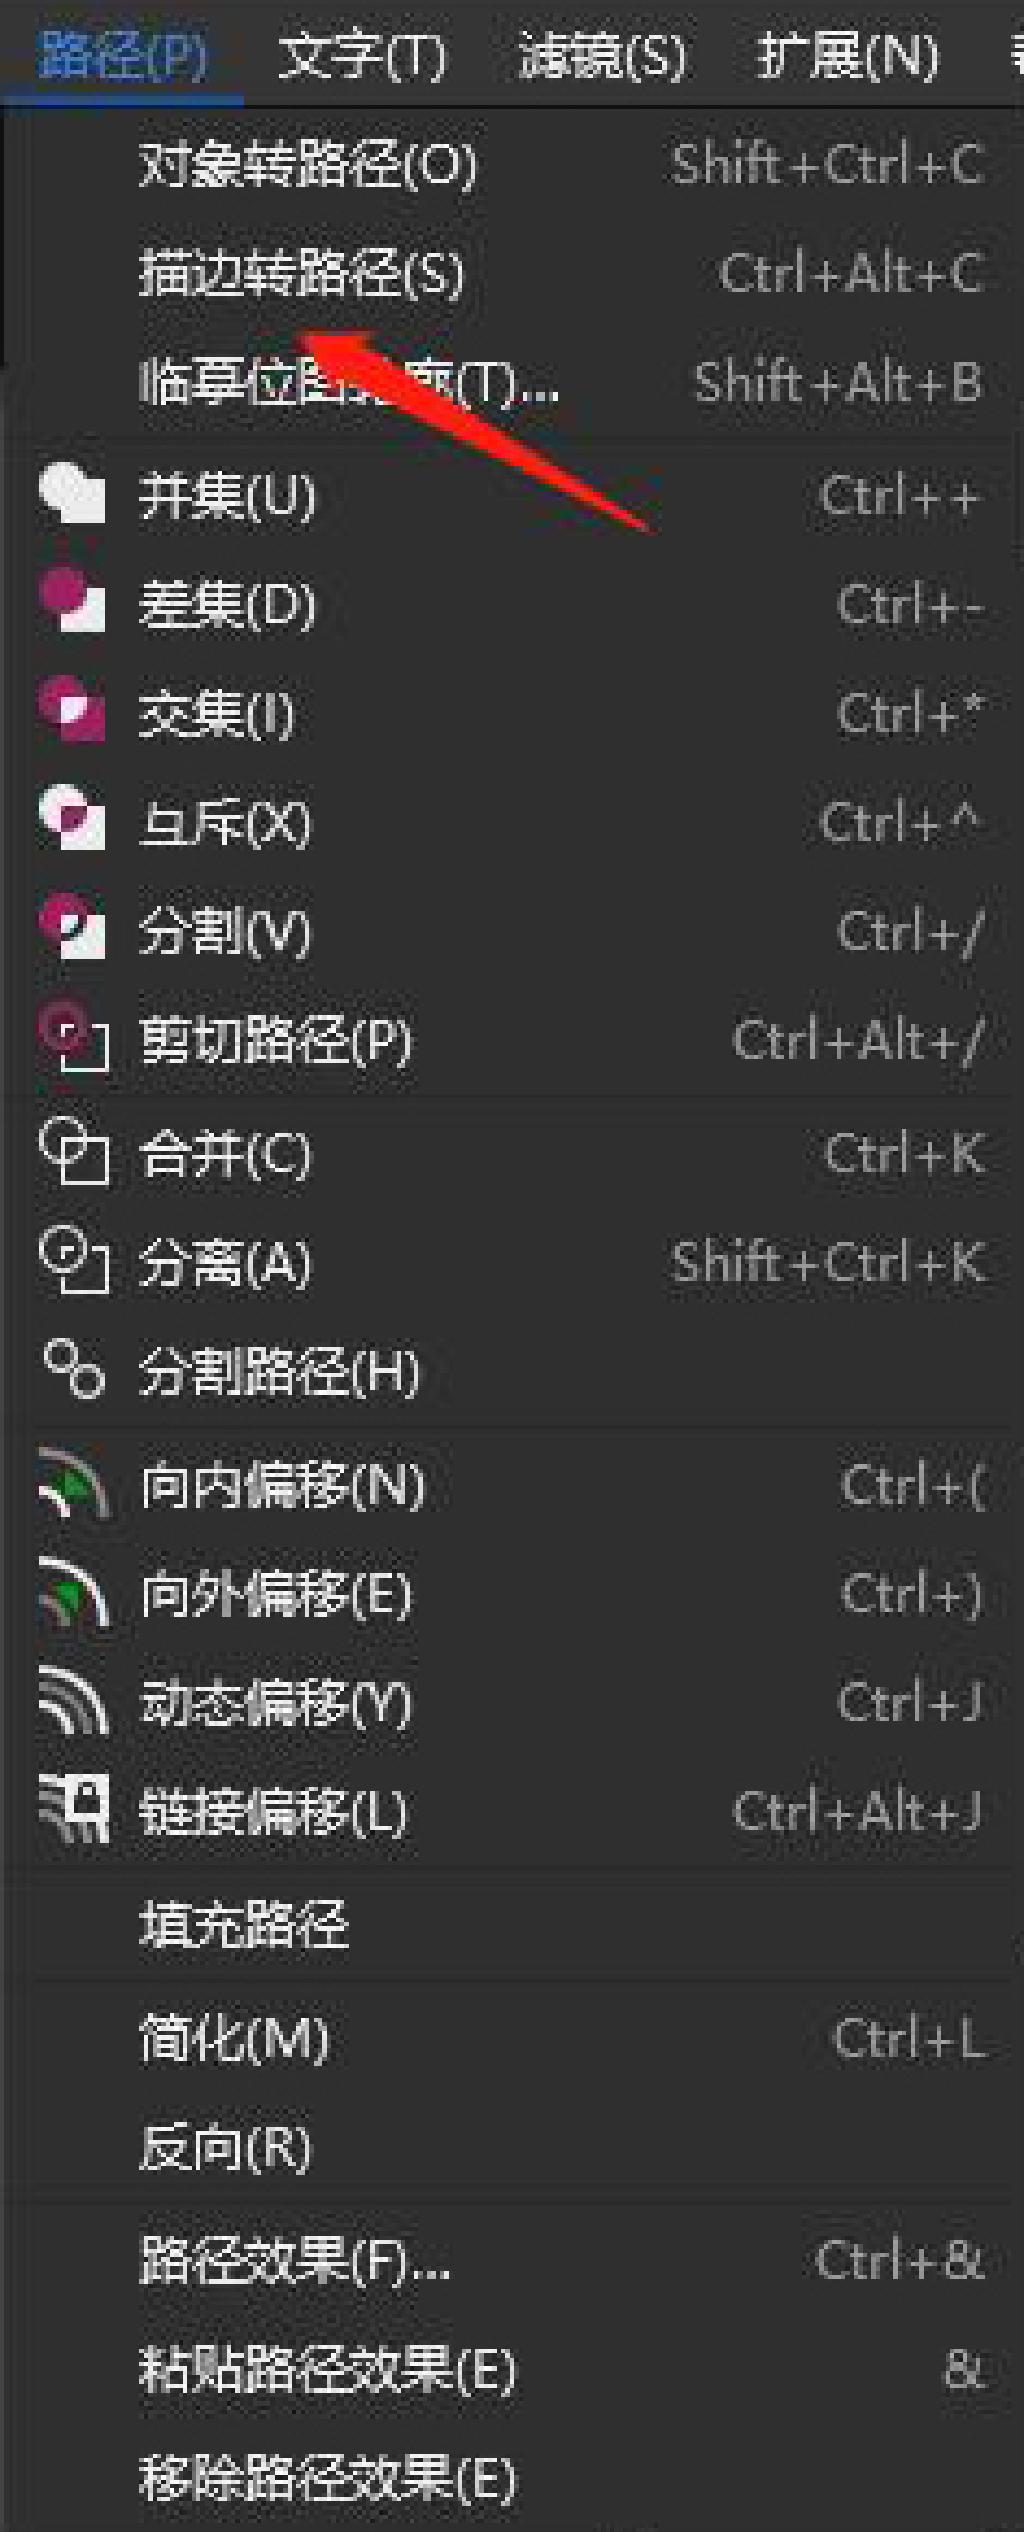 路径(P) 文字(T) 滤镜(S) 扩展(N)
对象转路径(O) Shift+Ctrl+C
描边转路径(S) Ctrl+Alt+C
临摹位图 廓(T)... Shift+Alt+B
并集(U) Ctrl++
差集(D) Ctrl+-
交集(I) Ctrl+*
互斥(X) Ctrl+^
分割(V) Ctrl+/
剪切路径(P) Ctrl+Alt+/
合并(C) Ctrl+K
分离(A) Shift+Ctrl+K
分割路径(H)
向内偏移(N) Ctrl+(
向外偏移(E) Ctrl+)
动态偏移(Y) Ctrl+J
链接偏移(L) Ctrl+Alt+J
填充路径
简化(M) Ctrl+L
反向(R)
路径效果(F)... Ctrl+&
粘贴路径效果(E) &
移除路径效果(E)